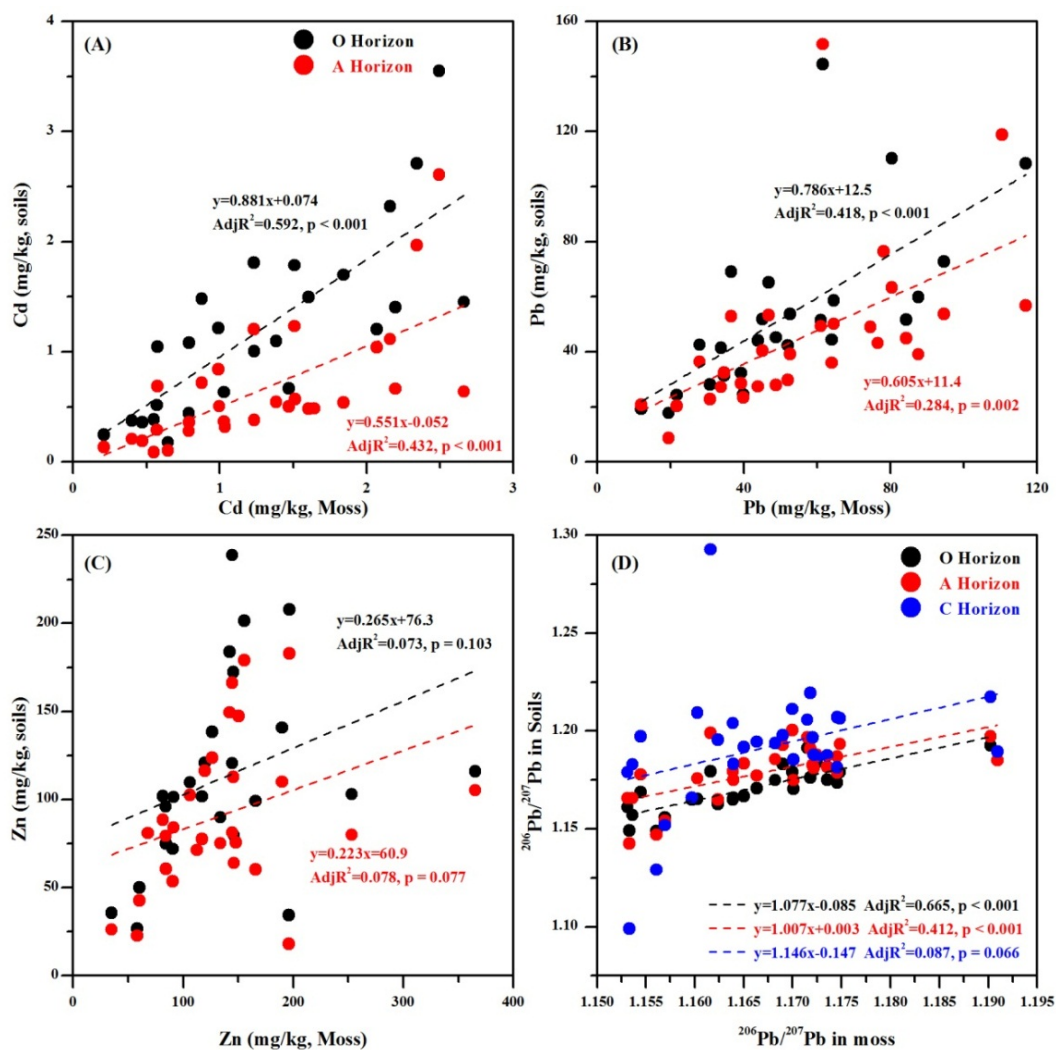 (A)
O Horizon
A Horizon
4
3
2
1
0
Cd (mg/kg, soils)
y=0.881x+0.074
AdjR²=0.592, p < 0.001
y=0.551x-0.052
AdjR²=0.432, p < 0.001
0
1
2
3
Cd (mg/kg, Moss)
(B)
160
120
80
40
0
Pb (mg/kg, soils)
y=0.786x+12.5
AdjR²=0.418, p < 0.001
y=0.605x+11.4
AdjR²=0.284, p = 0.002
0
40
80
120
Pb (mg/kg, Moss)
(C)
250
200
150
100
50
0
Zn (mg/kg, soils)
y=0.265x+76.3
AdjR²=0.073, p = 0.103
y=0.223x=60.9
AdjR²=0.078, p = 0.077
0
100
200
300
400
Zn (mg/kg, Moss)
(D)
O Horizon
A Horizon
C Horizon
1.30
1.25
1.20
1.15
1.10
²⁰⁶Pb/²⁰⁷Pb in Soils
y=1.077x-0.085 AdjR²=0.665, p < 0.001
y=1.007x+0.003 AdjR²=0.412, p < 0.001
y=1.146x-0.147 AdjR²=0.087, p = 0.066
1.150
1.155
1.160
1.165
1.170
1.175
1.180
1.185
1.190
1.195
²⁰⁶Pb/²⁰⁷Pb in moss